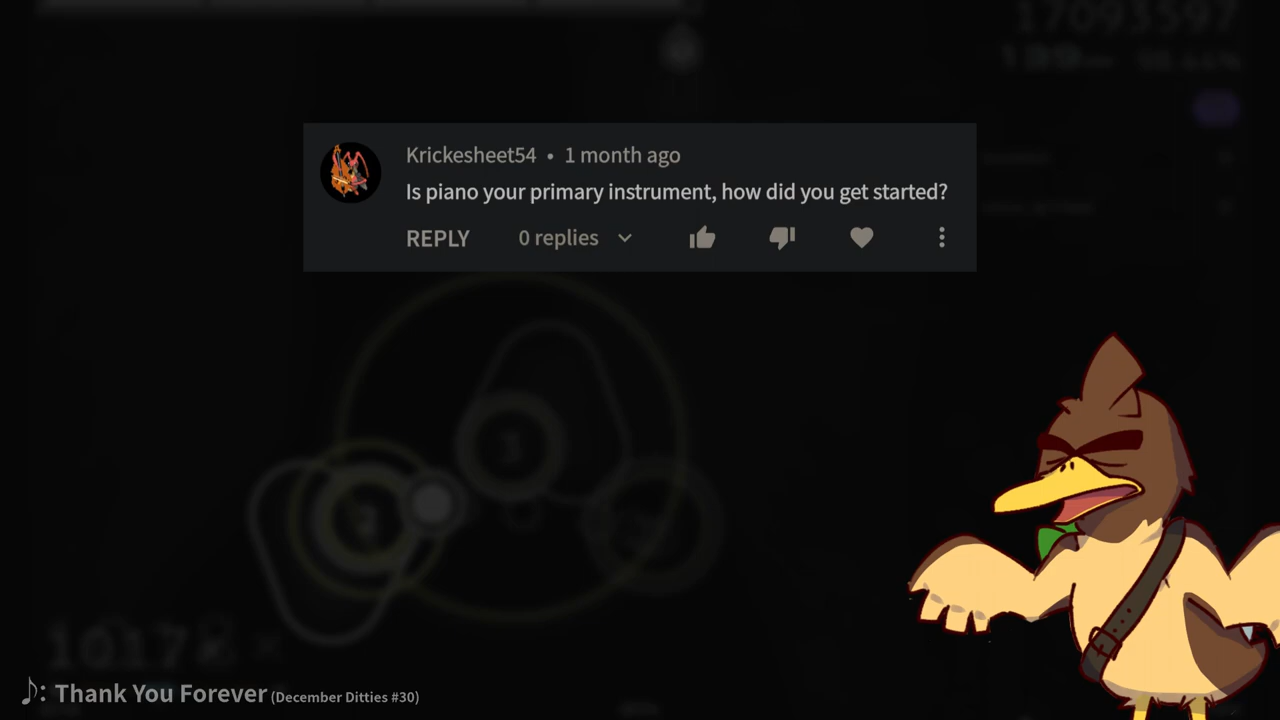 17093597
Krickesheet54 • 1 month ago
Is piano your primary instrument, how did you get started?
REPLY 0 replies
♪: Thank You Forever (December Ditties #30)